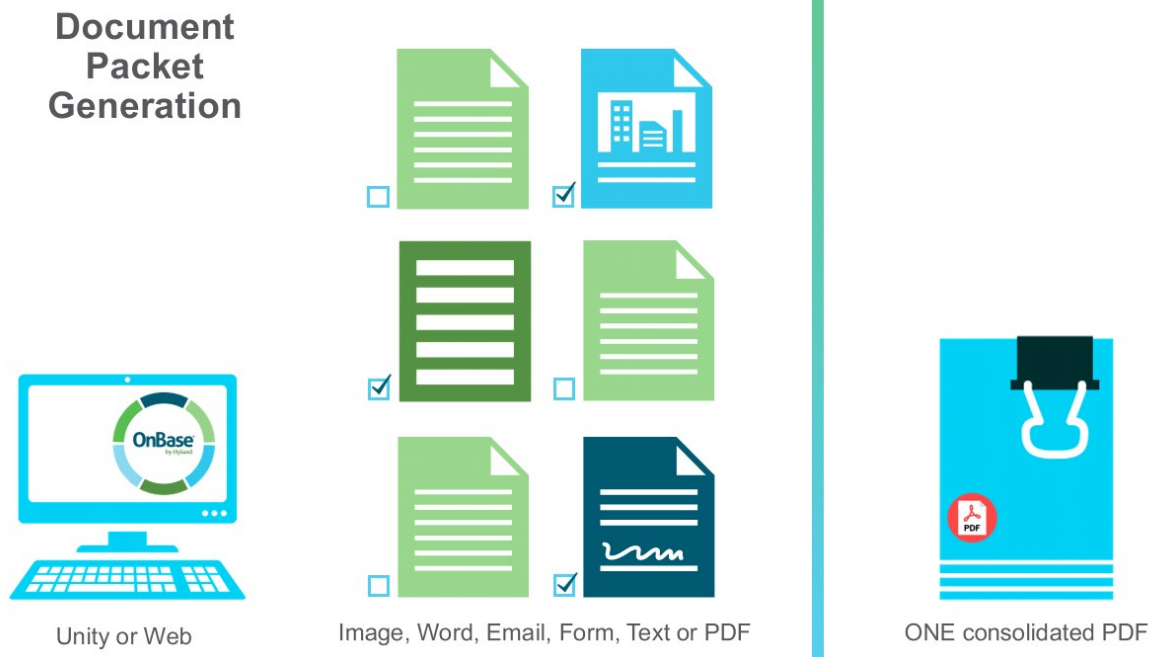 Document
Packet
Generation
OnBase®
by Hyland
PDF
Unity or Web
Image, Word, Email, Form, Text or PDF
ONE consolidated PDF